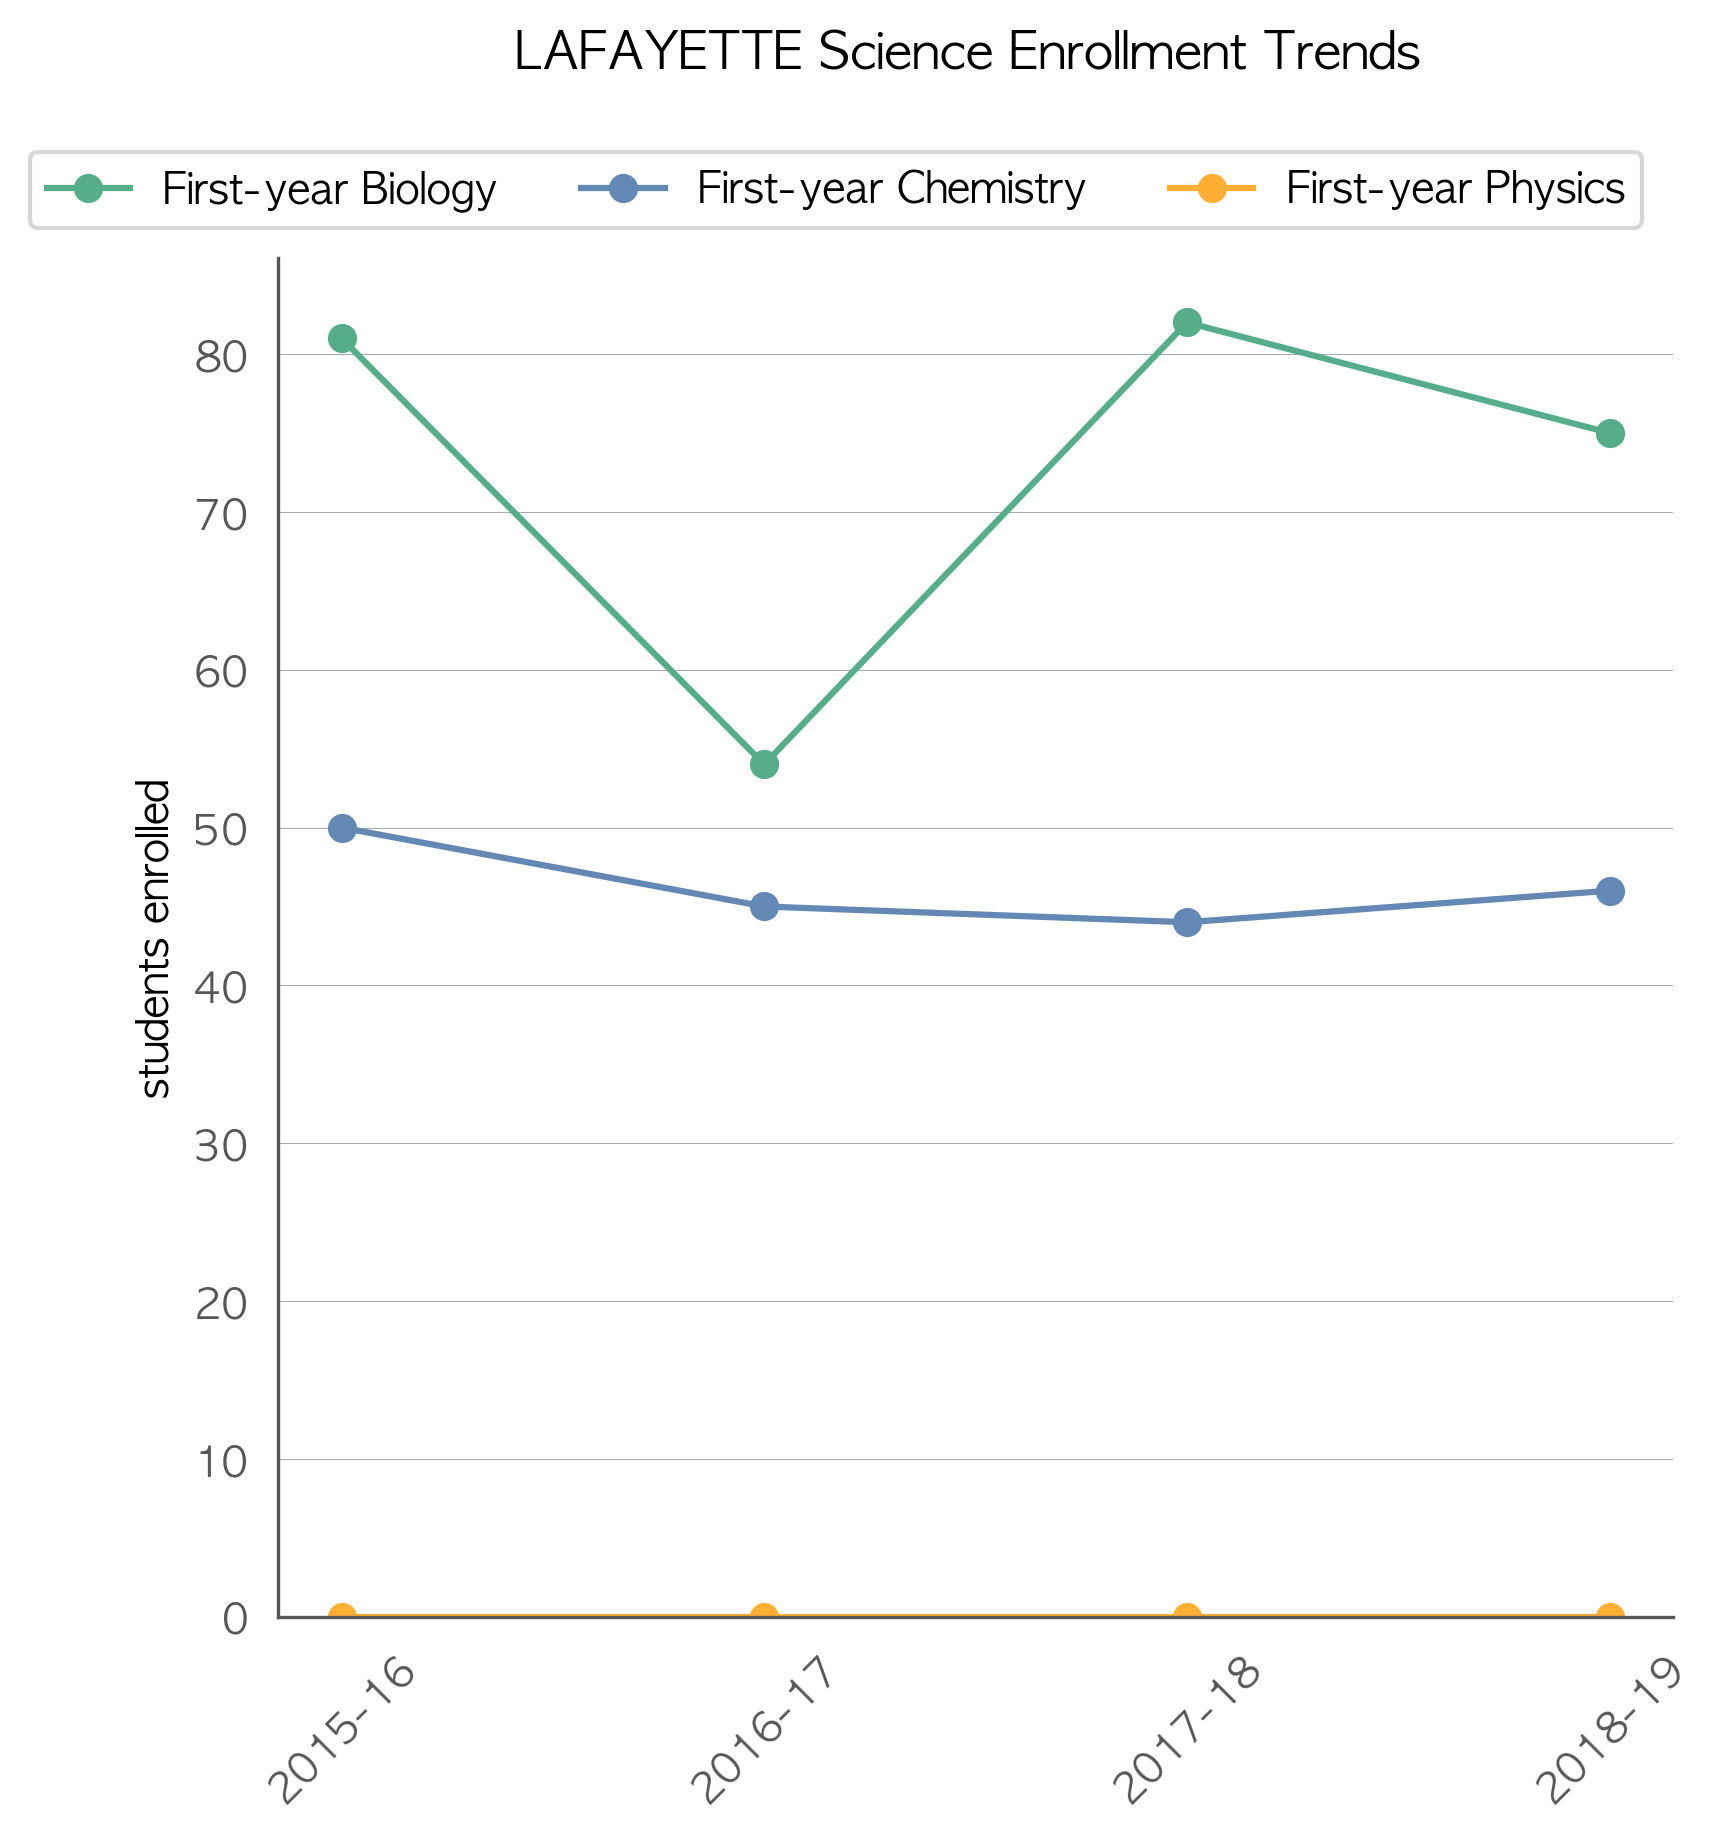 LAFAYETTE Science Enrollment Trends
First-year Biology
First-year Chemistry
First-year Physics
students enrolled
80
70
60
50
40
30
20
10
0
2015-16
2016-17
2017-18
2018-19